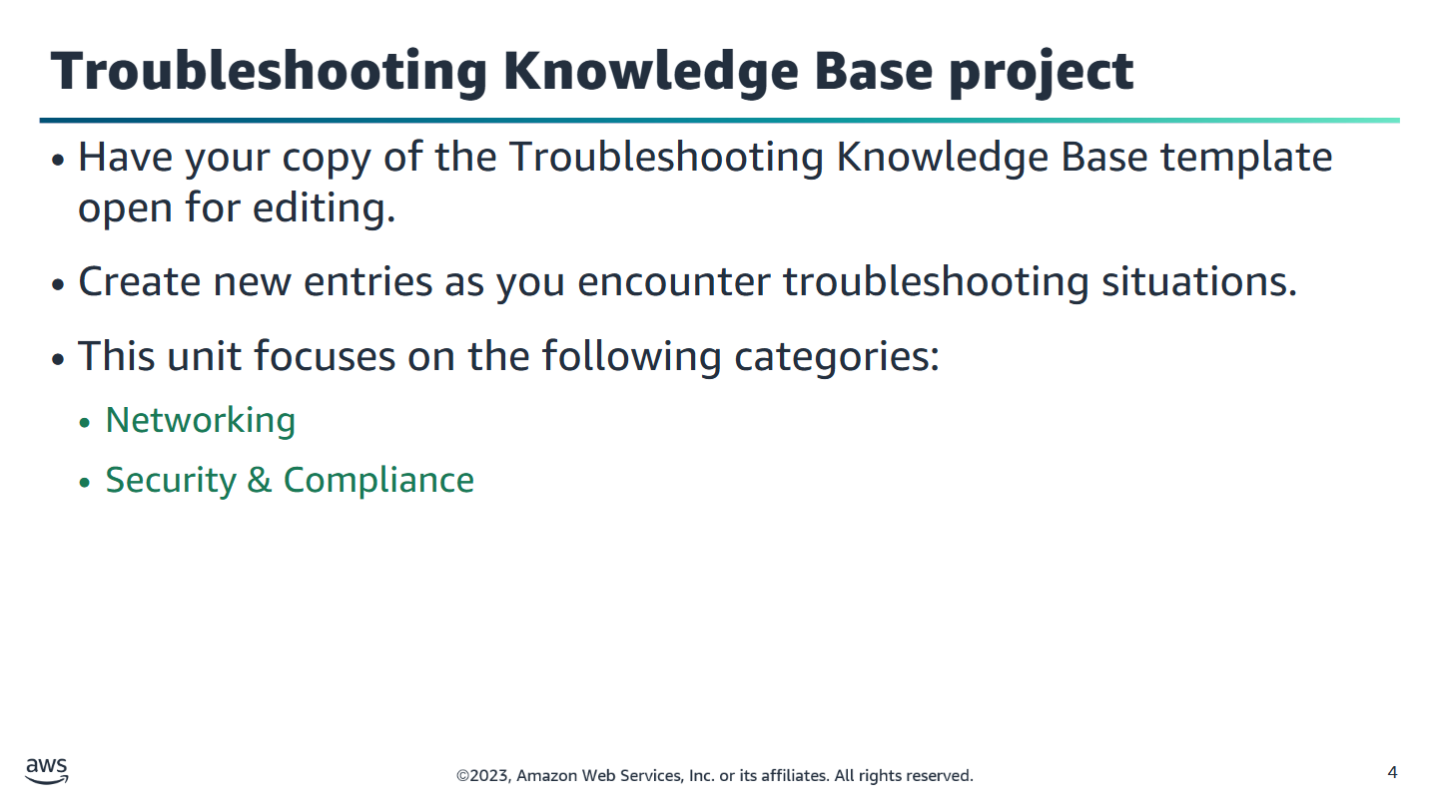 Troubleshooting Knowledge Base project
• Have your copy of the Troubleshooting Knowledge Base template
open for editing.
• Create new entries as you encounter troubleshooting situations.
• This unit focuses on the following categories:
• Networking
• Security & Compliance
aws
©2023, Amazon Web Services, Inc. or its affiliates. All rights reserved.
4